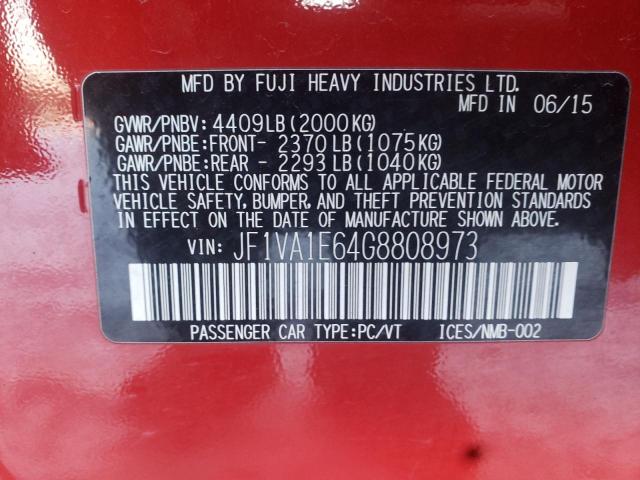 MFD BY FUJI HEAVY INDUSTRIES LTD.
MFD IN 06/15
GVWR/PNBV: 4409LB(2000KG)
GAWR/PNBE:FRONT- 2370LB(1075KG)
GAWR/PNBE:REAR - 2293LB(1040KG)
THIS VEHICLE CONFORMS TO ALL APPLICABLE FEDERAL MOTOR
VEHICLE SAFETY, BUMPER, AND THEFT PREVENTION STANDARDS
IN EFFECT ON THE DATE OF MANUFACTURE SHOWN ABOVE.
VIN: JF1VA1E64G8808973
PASSENGER CAR TYPE:PC/VT ICES/NMB-002